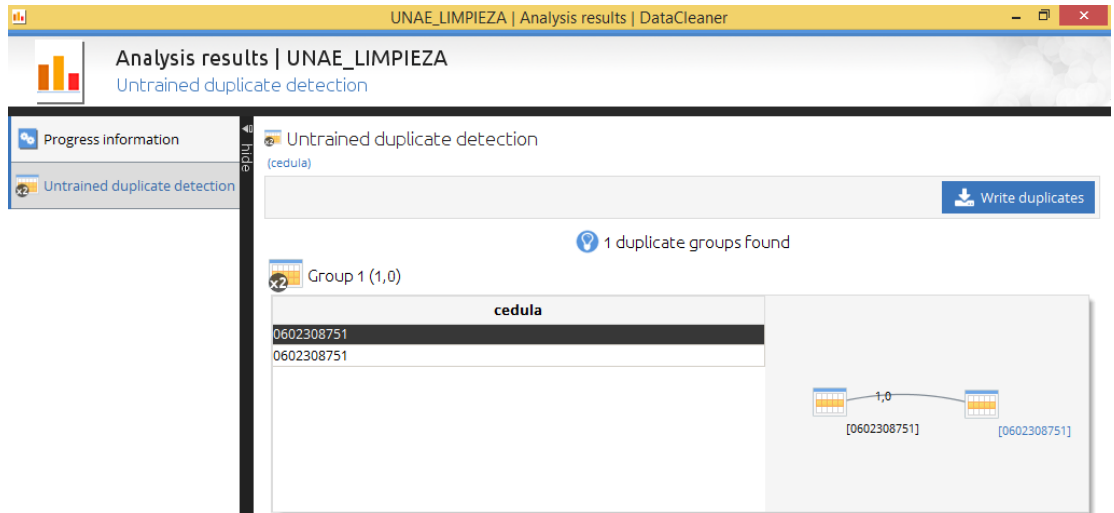 UNAE_LIMPIEZA | Analysis results | DataCleaner
Analysis results | UNAE_LIMPIEZA
Untrained duplicate detection
Progress information
Untrained duplicate detection
hide
Untrained duplicate detection
(cedula)
Write duplicates
1 duplicate groups found
x2
Group 1 (1,0)
cedula
0602308751
0602308751
1,0
[0602308751]
[0602308751]